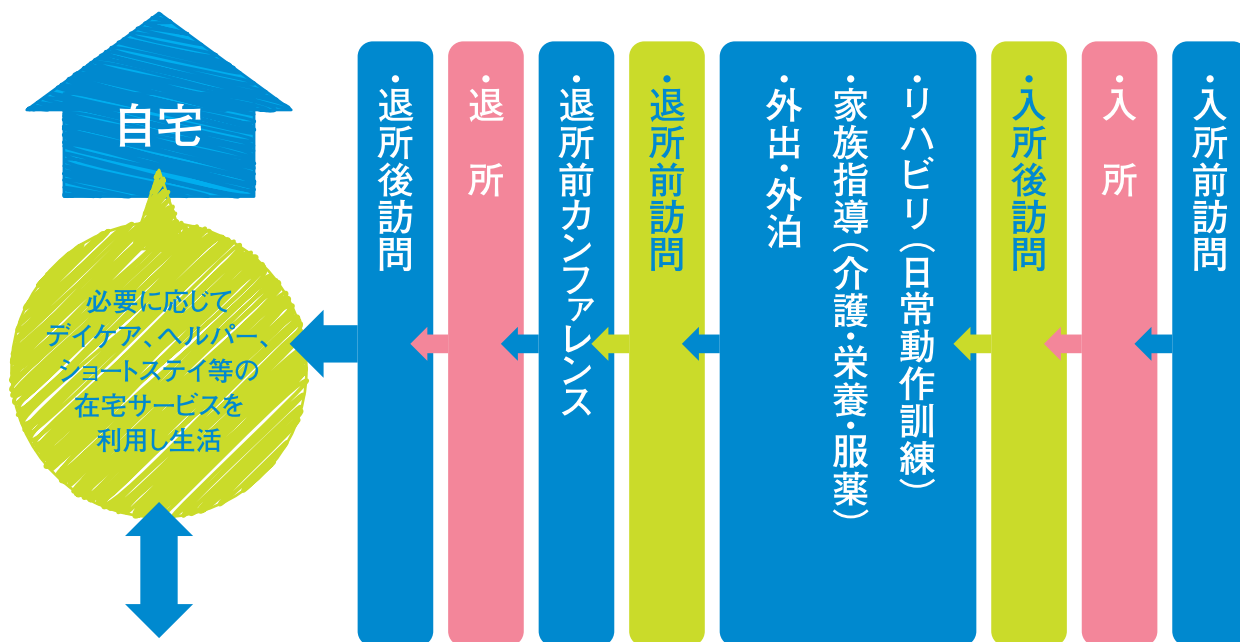 ・入所前訪問
・入　所
・入所後訪問
・リハビリ（日常動作訓練）
・家族指導（介護・栄養・服薬）
・外出・外泊
・退所前訪問
・退所前カンファレンス
・退　所
・退所後訪問
自宅
必要に応じて
デイケア、ヘルパー、
ショートステイ等の
在宅サービスを
利用し生活